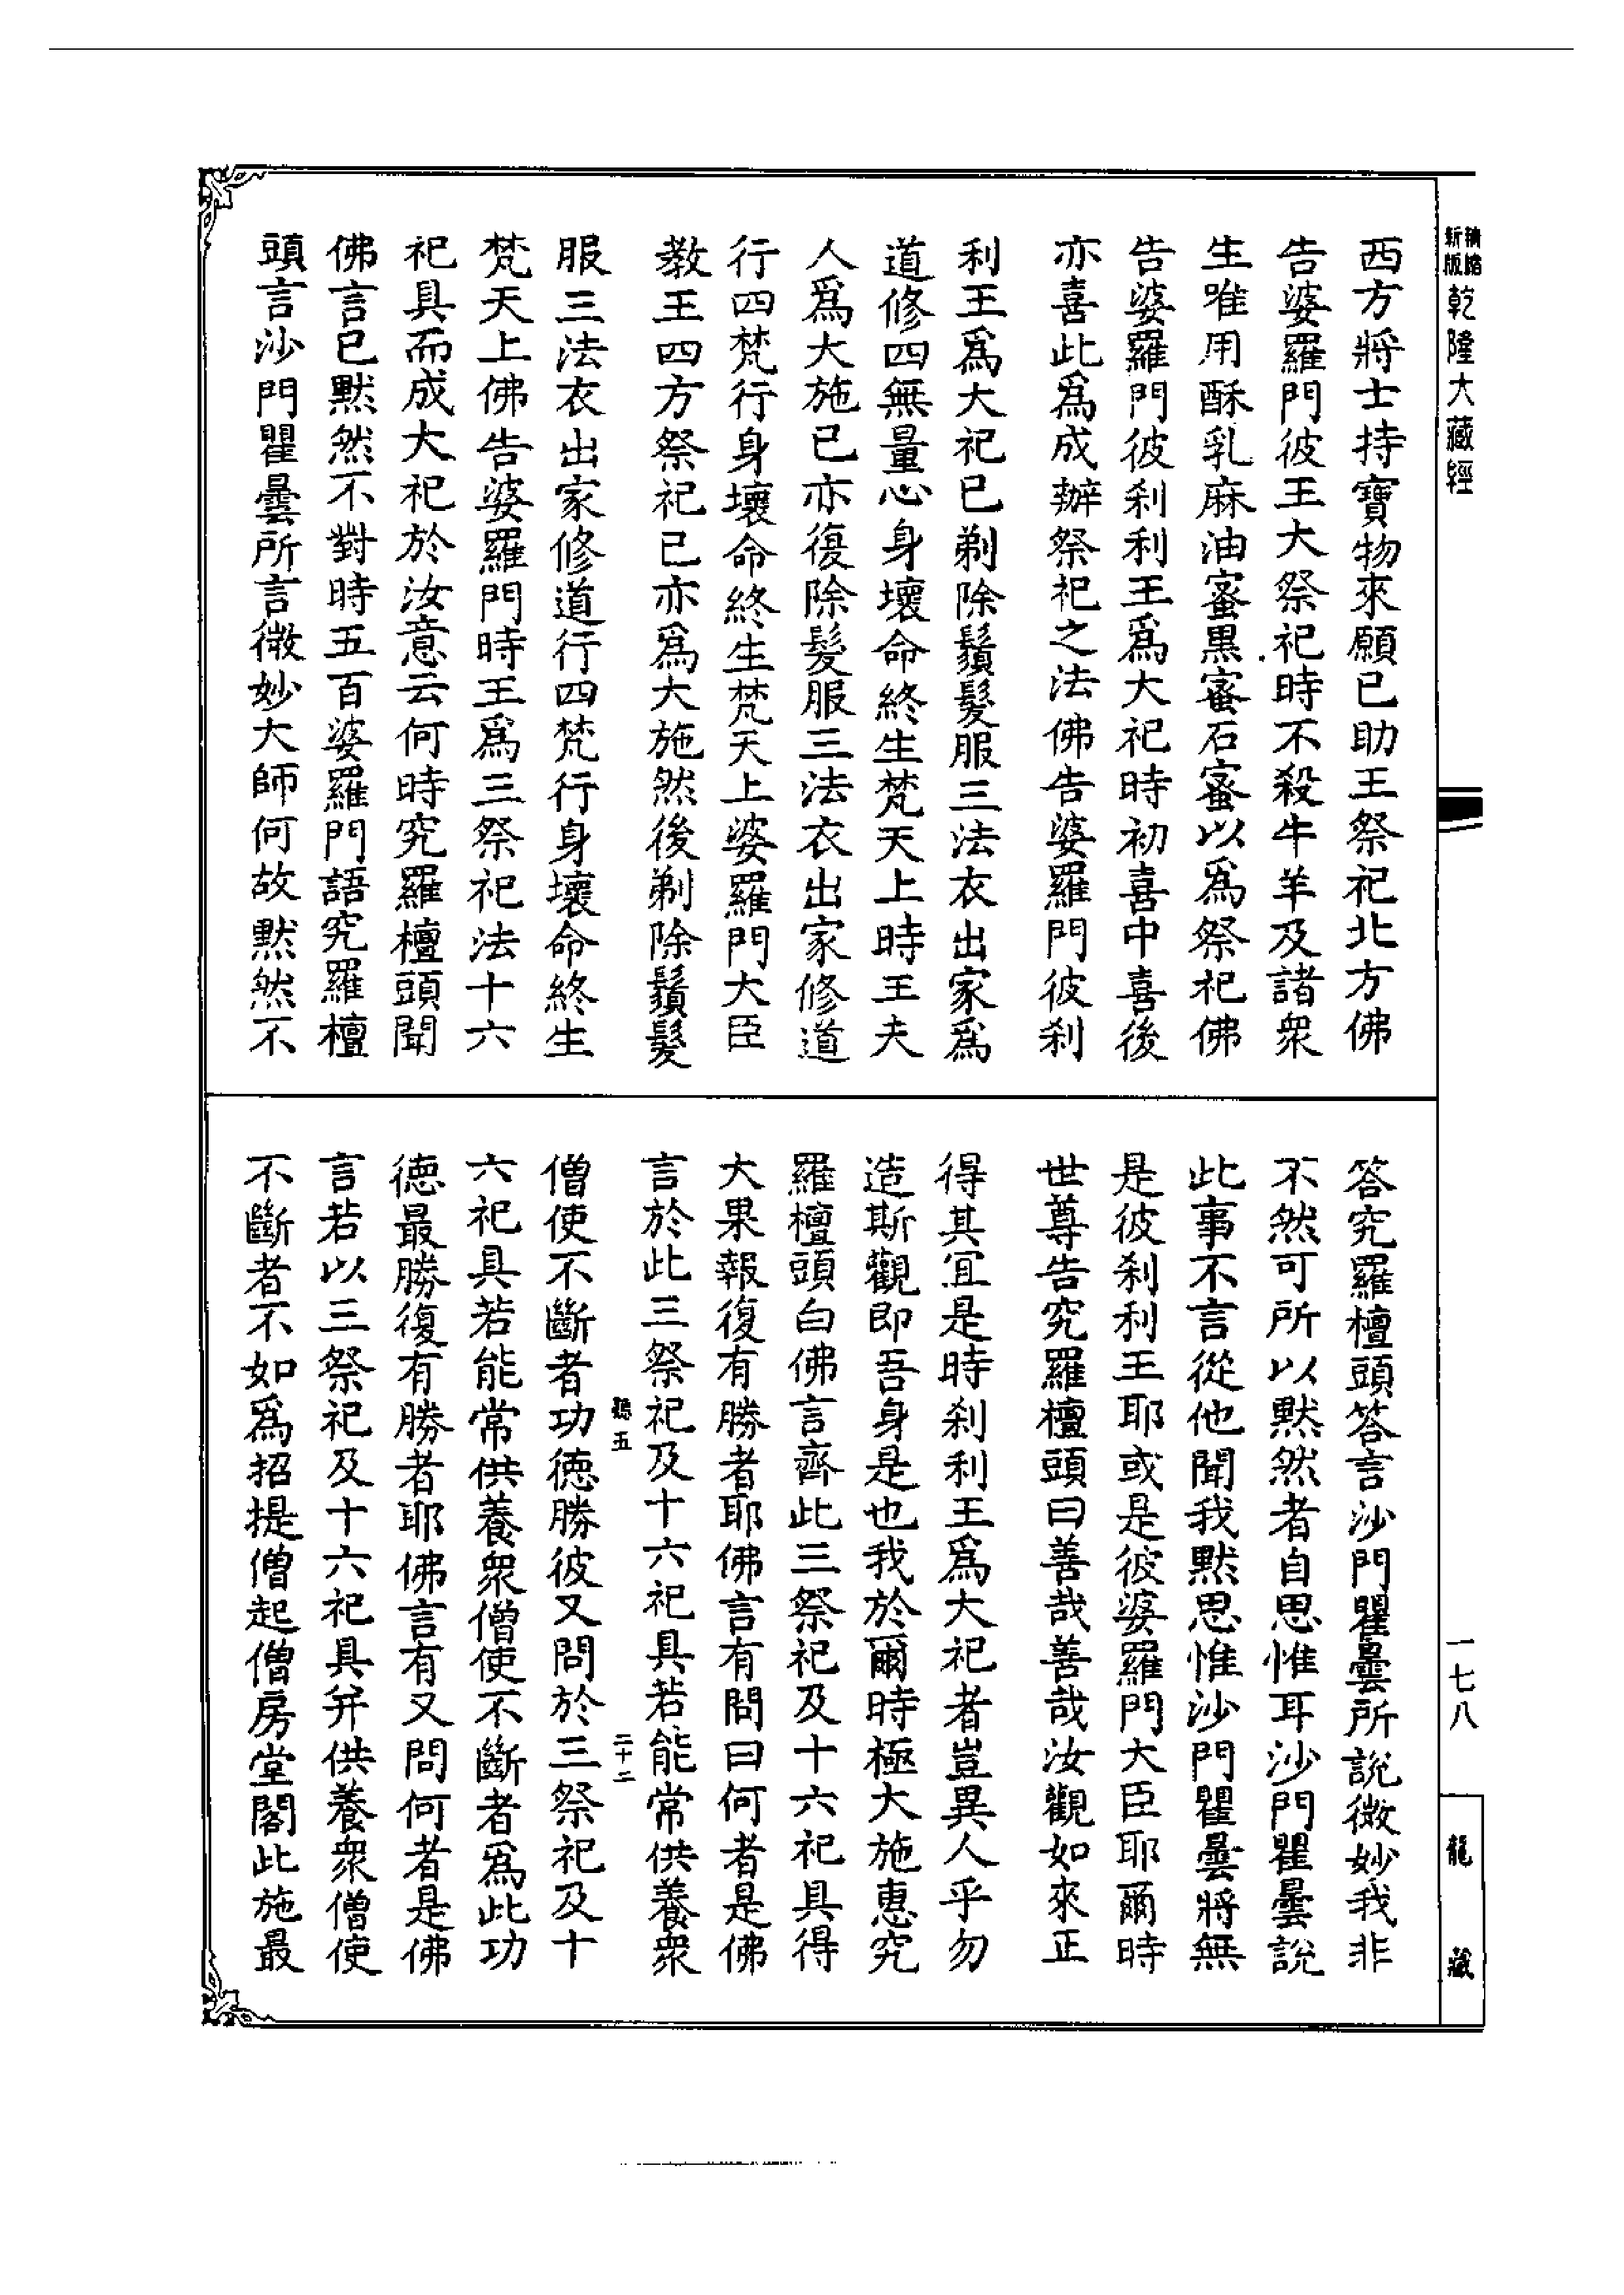 新版
精縮
乾隆大藏經
一七八
龍藏
西方將士持寶物來願已助王祭祀北方佛
告婆羅門彼王大祭祀時不殺牛羊及諸衆
生唯用酥乳麻油蜜黒蜜石蜜以爲祭祀佛
告婆羅門彼刹利王爲大祀時初喜中喜後
亦喜此爲成辦祭祀之法佛告婆羅門彼刹
利王爲大祀已剃除鬚髮服三法衣出家爲
道修四無量心身壞命終生梵天上時王夫
人爲大施已亦復除髮服三法衣出家修道
行四梵行身壞命終生梵天上婆羅門大臣
教王四方祭祀已亦爲大施然後剃除鬚髮
服三法衣出家修道行四梵行身壞命終生
梵天上佛告婆羅門時王爲三祭祀法十六
祀具而成大祀於汝意云何時究羅檀頭聞
佛言已默然不對時五百婆羅門語究羅檀
頭言沙門瞿曇所言微妙大師何故默然不
答究羅檀頭答言沙門瞿曇所說微妙我非
不然可所以默然者自思惟耳沙門瞿曇說
此事不言從他聞我默思惟沙門瞿曇將無
是彼刹利王耶或是彼婆羅門大臣耶爾時
世尊告究羅檀頭曰善哉善哉汝觀如來正
得其宜是時刹利王爲大祀者豈異人乎勿
造斯觀即吾身是也我於爾時極大施惠究
羅檀頭白佛言齊此三祭祀及十六祀具得
大果報復有勝者耶佛言有問曰何者是佛
言於此三祭祀及十六祀具若能常供養衆
聽五 二十二
僧使不斷者功德勝彼又問於三祭祀及十
六祀具若能常供養衆僧使不斷者爲此功
德最勝復有勝者耶佛言有又問何者是佛
言若以三祭祀及十六祀具并供養衆僧使
不斷者不如爲招提僧起僧房堂閣此施最